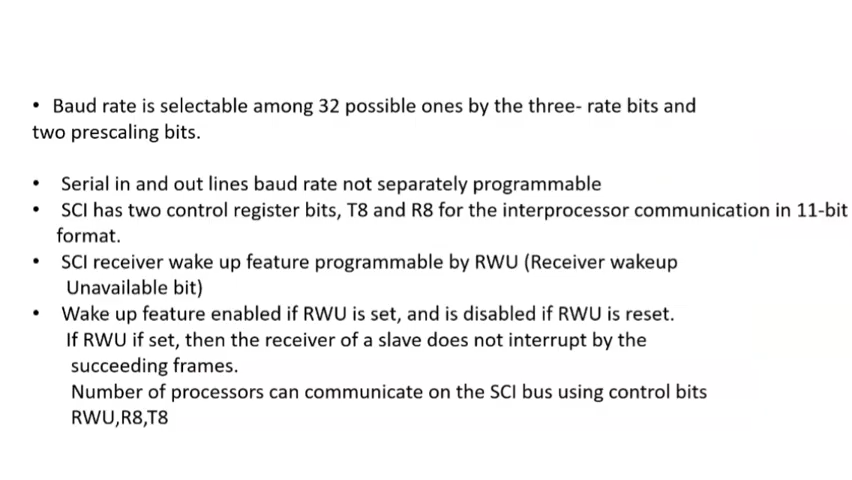 • Baud rate is selectable among 32 possible ones by the three- rate bits and
two prescaling bits.
• Serial in and out lines baud rate not separately programmable
• SCI has two control register bits, T8 and R8 for the interprocessor communication in 11-bit
format.
• SCI receiver wake up feature programmable by RWU (Receiver wakeup
Unavailable bit)
• Wake up feature enabled if RWU is set, and is disabled if RWU is reset.
If RWU if set, then the receiver of a slave does not interrupt by the
succeeding frames.
Number of processors can communicate on the SCI bus using control bits
RWU,R8,T8